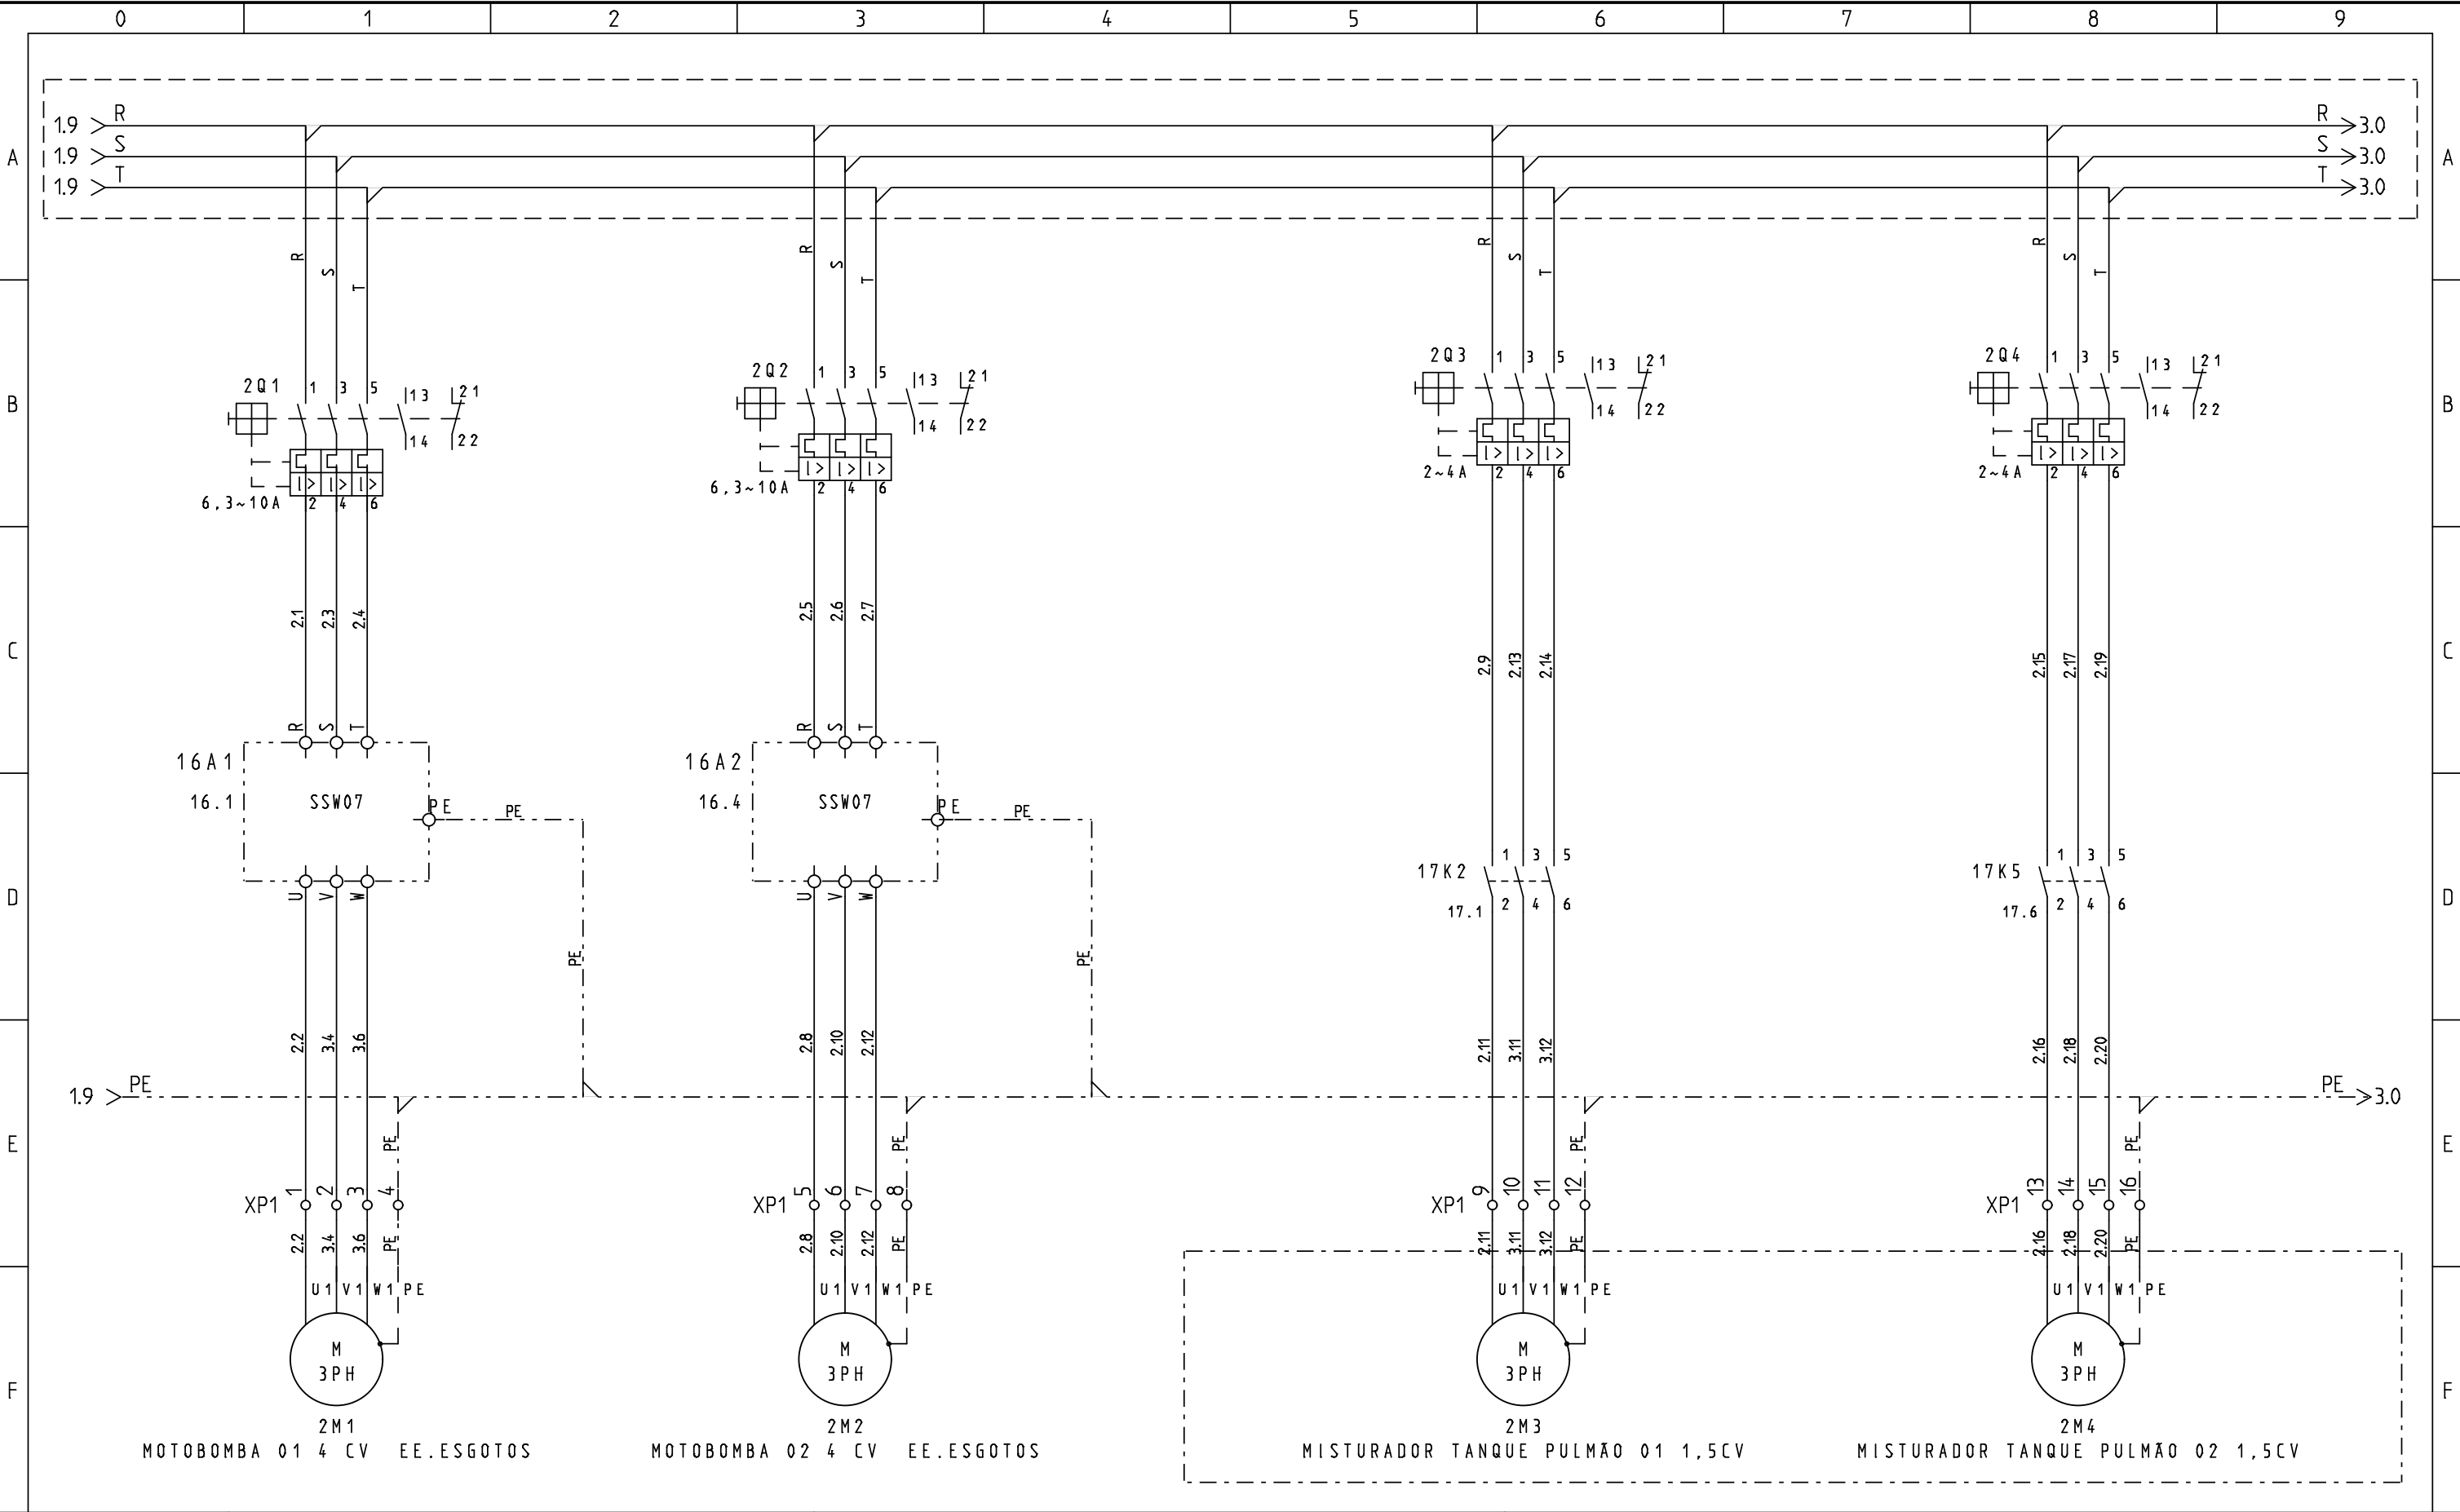 0 1 2 3 4 5 6 7 8 9
R R
1.9 3.0
S S
A 1.9 3.0 A
T T
1.9 3.0
R S T R S T R S T R S T
2Q3 1 3 5 13 21 2Q4 1 3 5 13 21
2Q2 1 3 5 13 21
2Q1 1 3 5 13 21
B 14 22 14 22 14 22 B
14 22
I> I> I> I> I> I> I> I> I> I> I> I>
2~4A 2 4 6 2~4A 2 4 6
6,3~10A 2 4 6
6,3~10A 2 4 6
2.1 2.3 2.4 2.5 2.6 2.7
C 2.9 2.13 2.14 2.15 2.17 2.19 C
R S T R S T
16A1 16A2
16.1 SSW07 PE PE 16.4 SSW07 PE PE
17K2 1 3 5 17K5 1 3 5
D U V W U V W D
17.1 2 4 6 17.6 2 4 6
PE PE
2.2 3.4 3.6 2.8 2.10 2.12 2.11 3.11 3.12 2.16 2.18 2.20
PE PE
1.9 3.0
E PE PE PE PE E
XP1 1 2 3 4 XP1 5 6 7 8 XP1 9 10 11 12 XP1 13 14 15 16
2.2 3.4 3.6 PE 2.8 2.10 2.12 PE 2.11 3.11 3.12 PE 2.16 2.18 2.20 PE
U1 V1 W1 PE U1 V1 W1 PE U1 V1 W1 PE U1 V1 W1 PE
M M M M
3PH 3PH 3PH 3PH
F F
2M1 2M2 2M3 2M4
MOTOBOMBA 01 4 CV EE.ESGOTOS MOTOBOMBA 02 4 CV EE.ESGOTOS MISTURADOR TANQUE PULMÃO 01 1,5CV MISTURADOR TANQUE PULMÃO 02 1,5CV